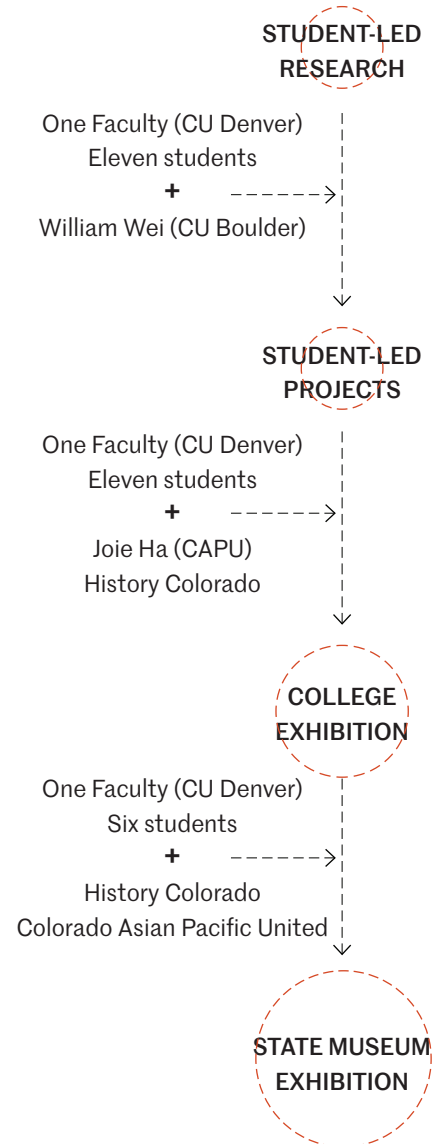 STUDENT-LED
RESEARCH
One Faculty (CU Denver)
Eleven students
+
William Wei (CU Boulder)
STUDENT-LED
PROJECTS
One Faculty (CU Denver)
Eleven students
+
Joie Ha (CAPU)
History Colorado
COLLEGE
EXHIBITION
One Faculty (CU Denver)
Six students
+
History Colorado
Colorado Asian Pacific United
STATE MUSEUM
EXHIBITION